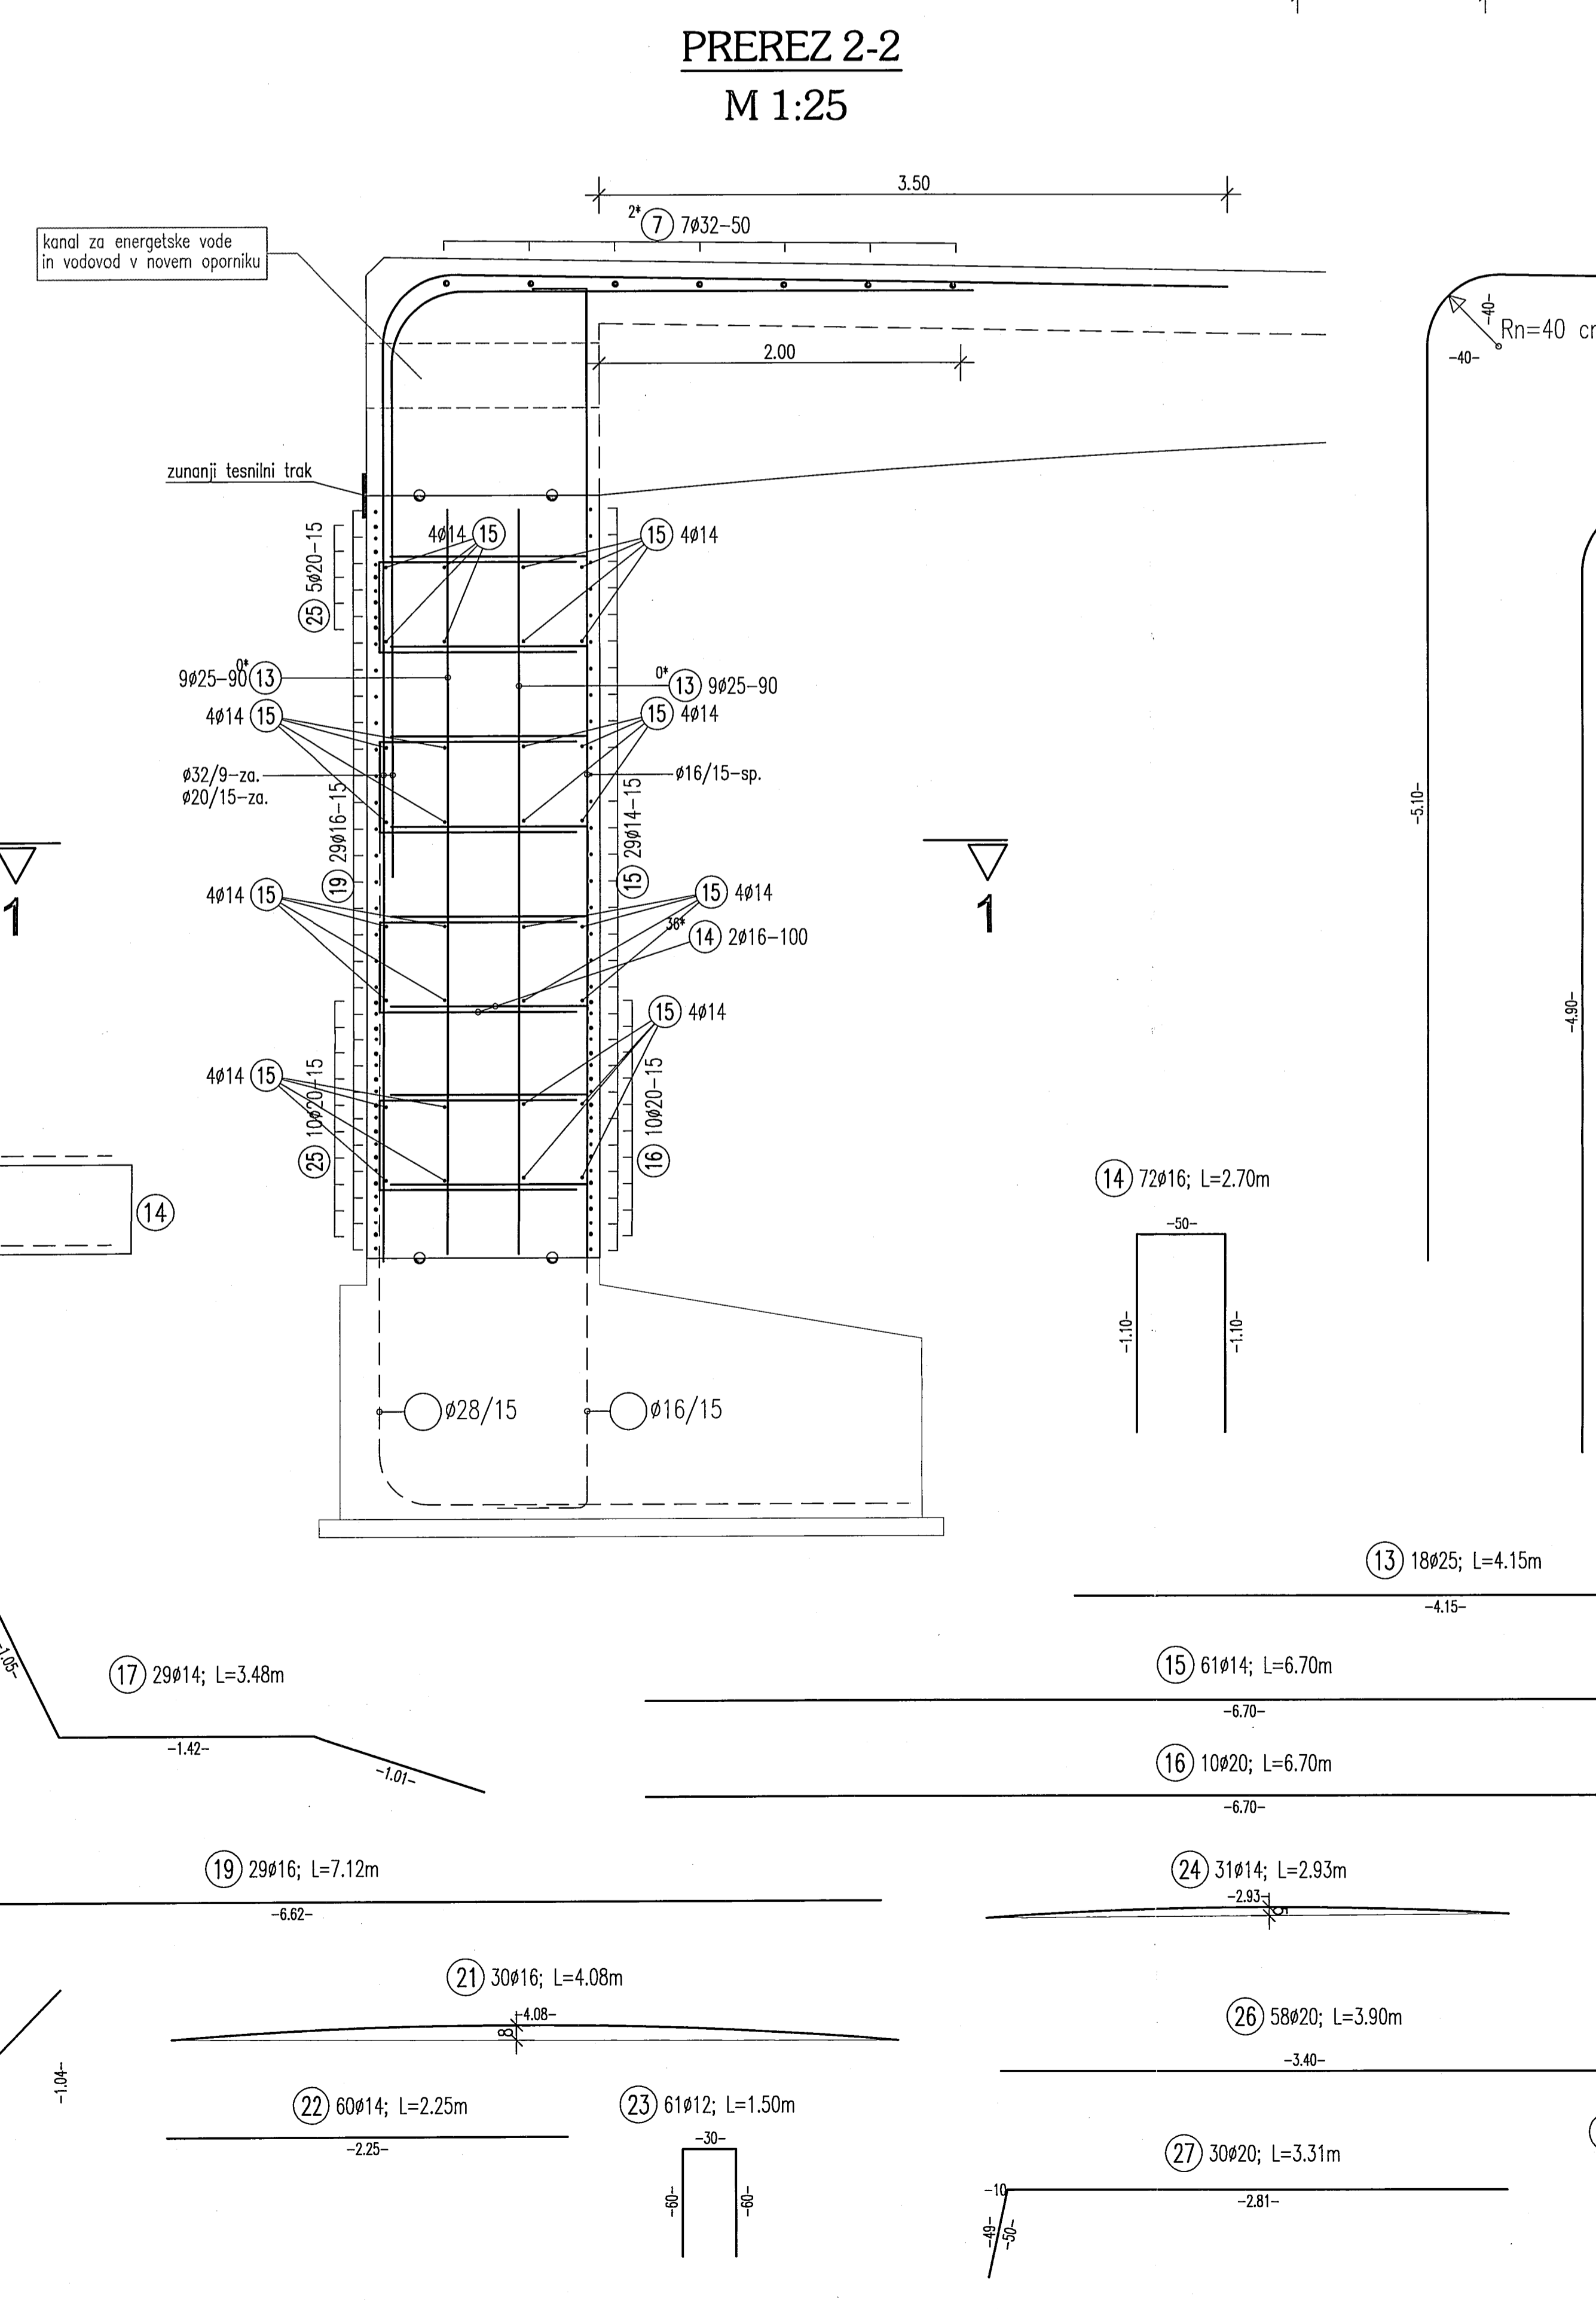 PREREZ 2-2
M 1:25
3.50
2* 7 7ø32-50
kanal za energetske vode
in vodovod v novem oporniku
-40-
Rn=40 cm
-40-
2.00
zunanji tesnilni trak
4ø14 15
15 4ø14
25 5ø20-15
9ø25-90 0* 13
0* 13 9ø25-90
4ø14 15
15 4ø14
ø32/9-za.
ø20/15-za.
ø16/15-sp.
19 29ø16-15
15 29ø14-15
-5.10-
1
1
4ø14 15
15 4ø14
36* 14 2ø16-100
-4.90-
15 4ø14
4ø14 15
25 10ø20-15
16 10ø20-15
14
14 72ø16; L=2.70m
-50-
-1.10-
-1.10-
ø28/15
ø16/15
13 18ø25; L=4.15m
-4.15-
-1.05-
17 29ø14; L=3.48m
-1.42-
-1.01-
15 61ø14; L=6.70m
-6.70-
16 10ø20; L=6.70m
-6.70-
19 29ø16; L=7.12m
-6.62-
24 31ø14; L=2.93m
-2.93-
5
21 30ø16; L=4.08m
-4.08-
8
26 58ø20; L=3.90m
-3.40-
-1.04-
22 60ø14; L=2.25m
-2.25-
23 61ø12; L=1.50m
-30-
-60-
-60-
27 30ø20; L=3.31m
-10
-2.81-
-49-
-50-